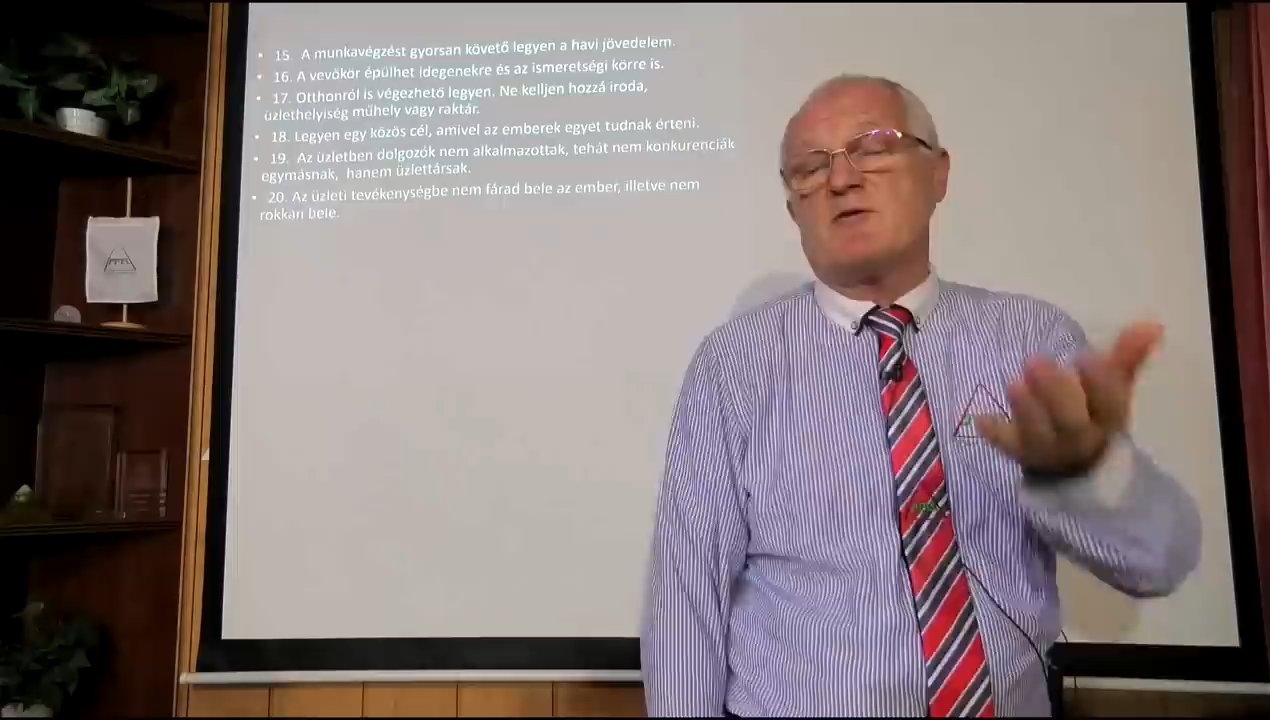 • 15. A munkavégzést gyorsan követő legyen a havi jövedelem.
• 16. A vevőkör épülhet idegenekre és az ismeretségi körre is.
• 17. Otthonról is végezhető legyen. Ne kelljen hozzá iroda,
üzlethelyiség műhely vagy raktár.
• 18. Legyen egy közös cél, amivel az emberek egyet tudnak érteni.
• 19. Az üzletben dolgozók nem alkalmazottak, tehát nem konkurenciák
egymásnak, hanem üzlettársak.
• 20. Az üzleti tevékenységbe nem fárad bele az ember, illetve nem
rokkan bele.